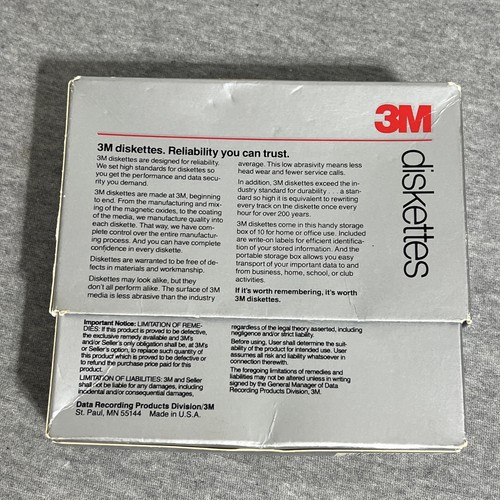 3M
diskettes
3M diskettes. Reliability you can trust.
3M diskettes are designed for reliability.
We set high standards for diskettes so
you get the performance and data secu-
rity you demand.
3M diskettes are made at 3M, beginning
to end. From the manufacturing and mix-
ing of the magnetic oxides, to the coating
of the media, we manufacture quality into
each diskette. That way, we have com-
plete control over the entire manufactur-
ing process. And you can have complete
confidence in every diskette.
Diskettes are warranted to be free of de-
fects in materials and workmanship.
Diskettes may look alike, but they
don't all perform alike. The surface of 3M
media is less abrasive than the industry
average. This low abrasivity means less
head wear and fewer service calls.
In addition, 3M diskettes exceed the in-
dustry standard for durability . . . a stan-
dard so high it is equivalent to rewriting
every track on the diskette once every
hour for over 200 years.
3M diskettes come in this handy storage
box of 10 for home or office use. Included
are write-on labels for efficient identifica-
tion of your stored information. And the
portable storage box allows you easy
transport of your important data to and
from business, home, school, or club
activities.
If it's worth remembering, it's worth
3M diskettes.
Important Notice: LIMITATION OF REME-
DIES: If this product is proved to be defective,
the exclusive remedy available and 3M's
and/or Seller's only obligation shall be, at 3M's
or Seller's option, to replace such quantity of
this product which is proved to be defective or
to refund the purchase price paid for this
product.
LIMITATION OF LIABILITIES: 3M and Seller
shall not be liable for any damages, including
incidental and/or consequential damages,
regardless of the legal theory asserted, including
negligence and/or strict liability.
Before using, User shall determine the suit-
ability of the product for intended use. User
assumes all risk and liability whatsoever in
connection therewith.
The foregoing limitations of remedies and
liabilities may not be altered unless in writing
signed by the General Manager of Data
Recording Products Division, 3M.
Data Recording Products Division/3M
St. Paul, MN 55144 Made in U.S.A.